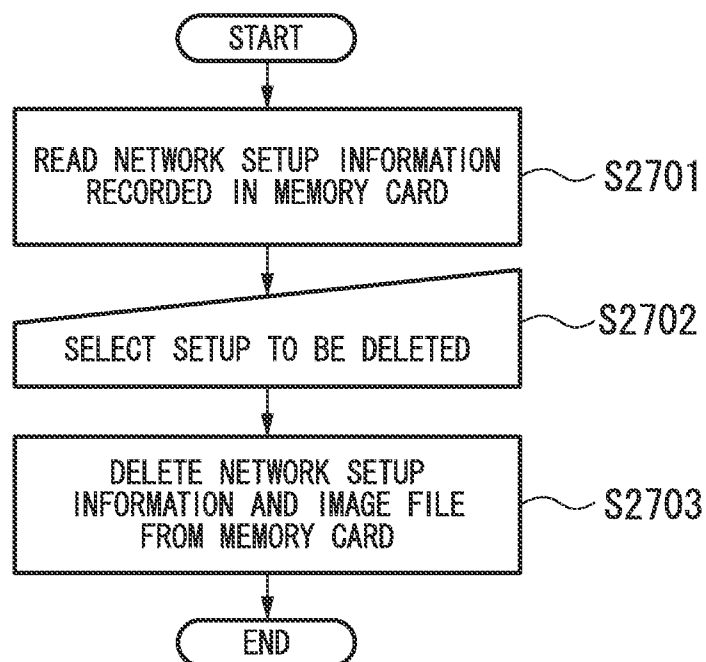 START
READ NETWORK SETUP INFORMATION
RECORDED IN MEMORY CARD
S2701
SELECT SETUP TO BE DELETED
S2702
DELETE NETWORK SETUP
INFORMATION AND IMAGE FILE
FROM MEMORY CARD
S2703
END